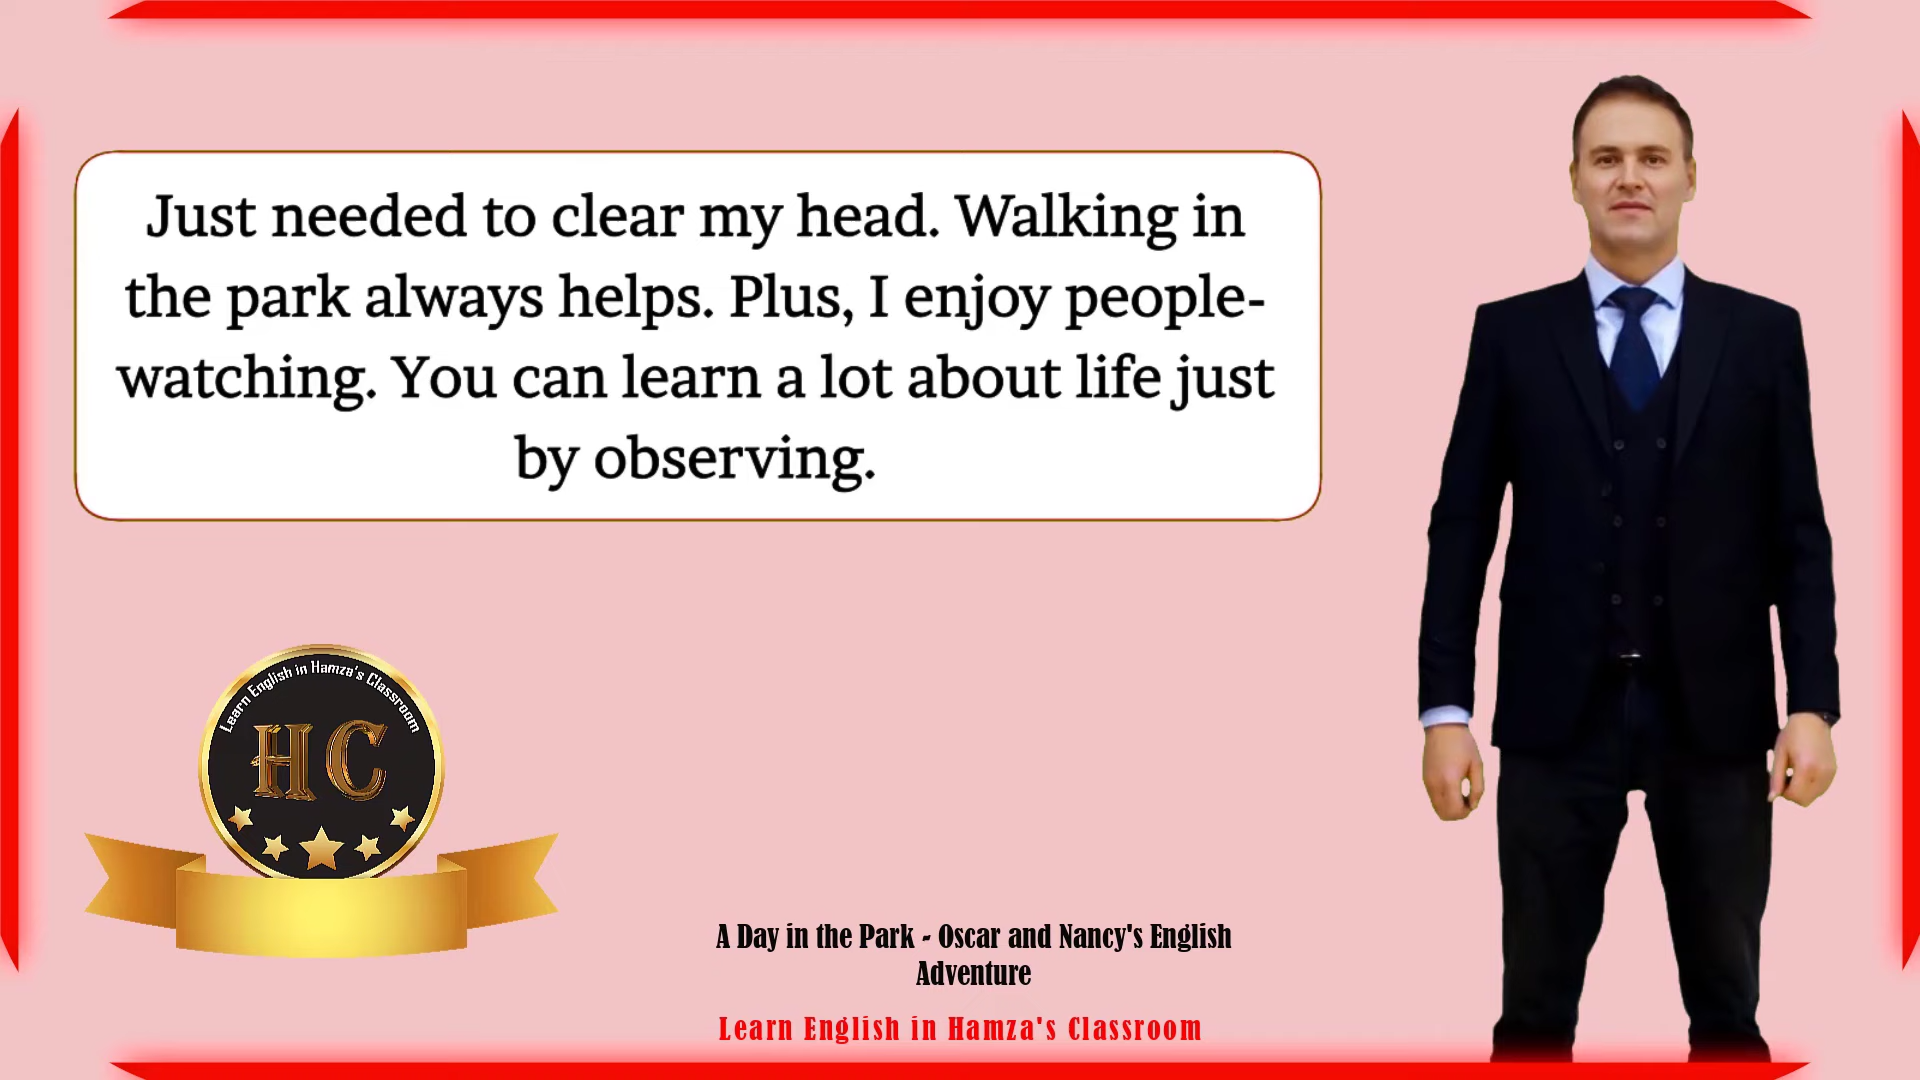 Just needed to clear my head. Walking in
the park always helps. Plus, I enjoy people-
watching. You can learn a lot about life just
by observing.
Learn English in Hamza's Classroom
HC
A Day in the Park - Oscar and Nancy's English
Adventure
Learn English in Hamza's Classroom